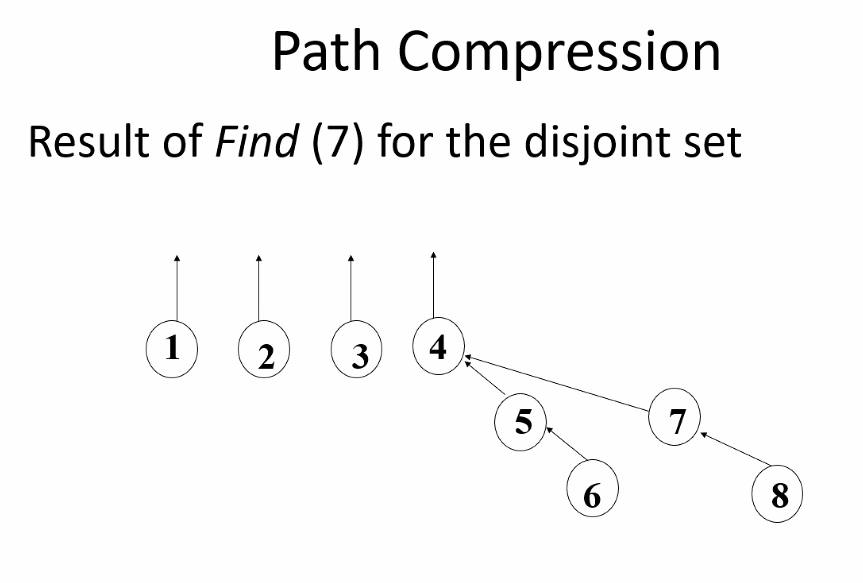 Path Compression
Result of Find (7) for the disjoint set
1 2 3 4
5 7
6 8